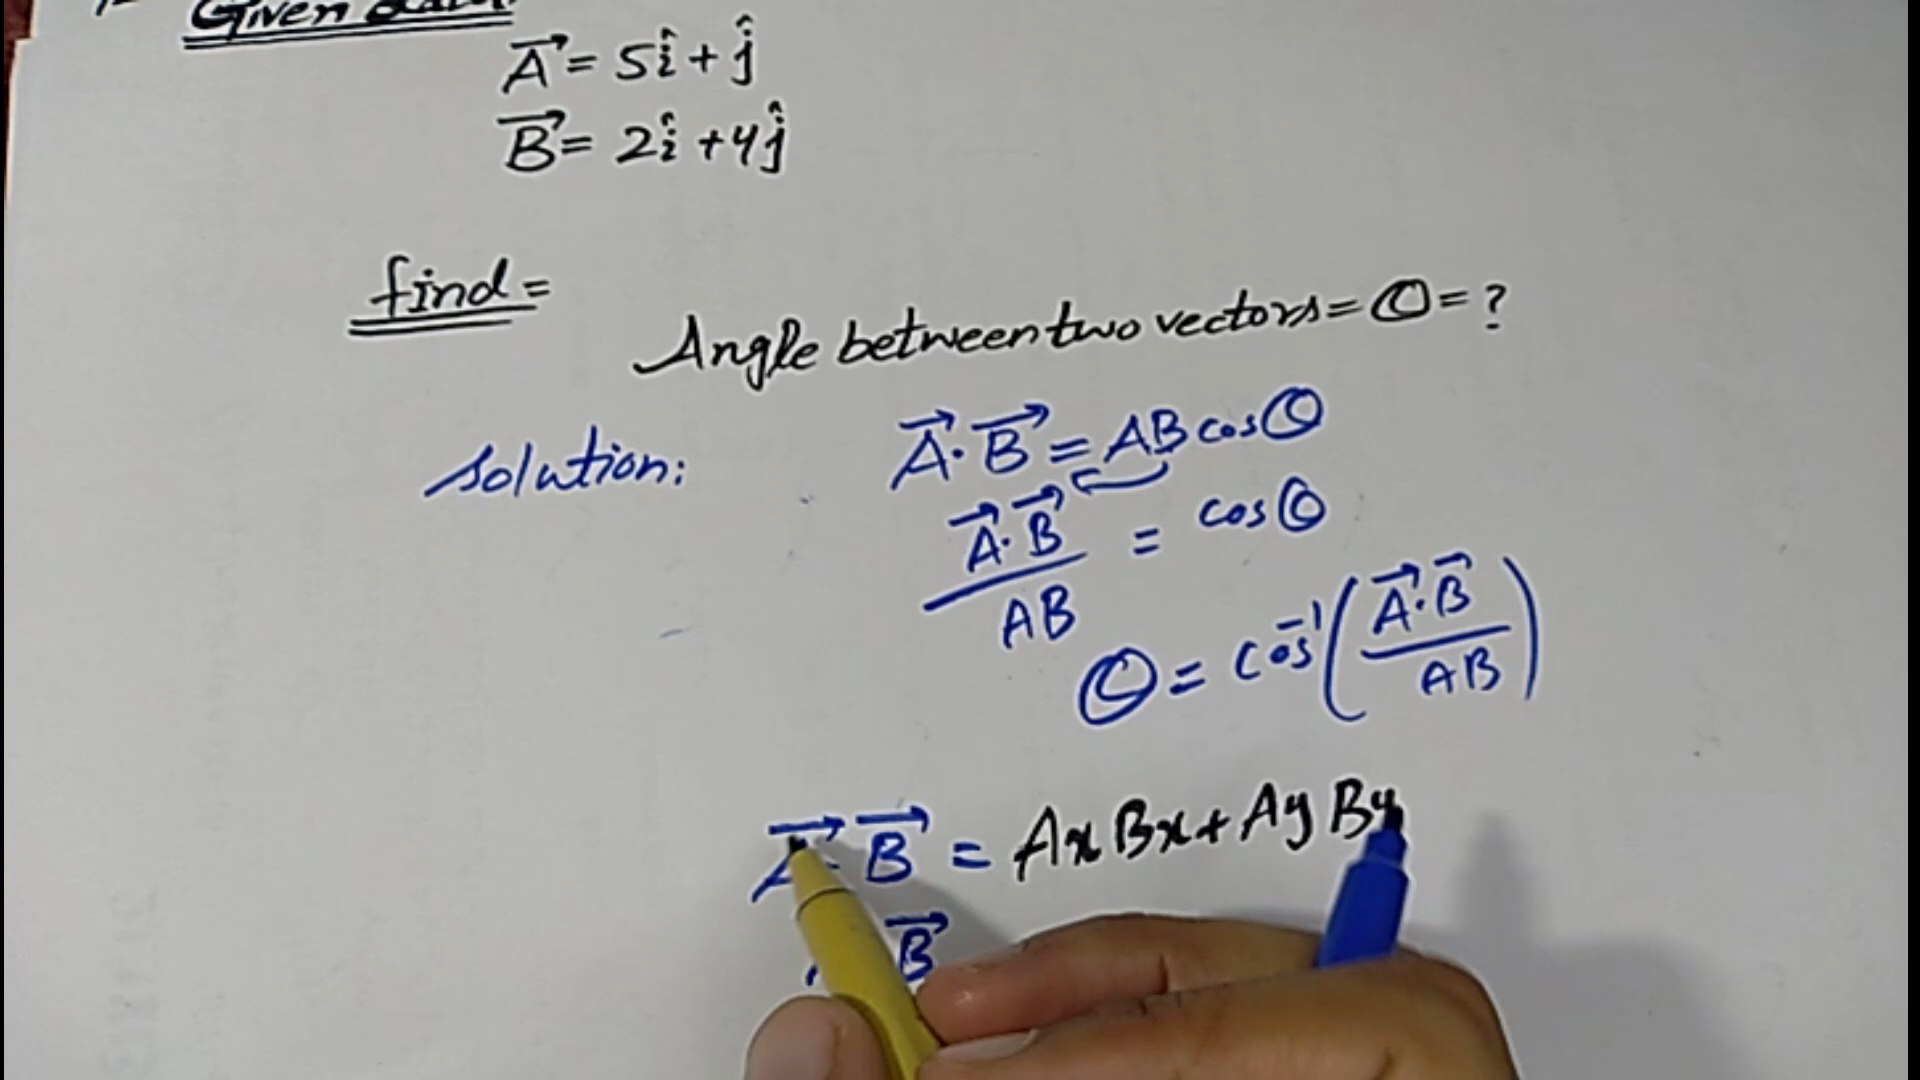 Given
A⃗ = 5î + ĵ
B⃗ = 2î + 4ĵ
find =
Angle between two vectors = θ = ?
Solution:
A⃗ · B⃗ = AB cos θ
A⃗ · B⃗ / AB = cos θ
θ = cos⁻¹ ( A⃗ · B⃗ / AB )
A⃗ · B⃗ = AxBx + AyBy
B⃗